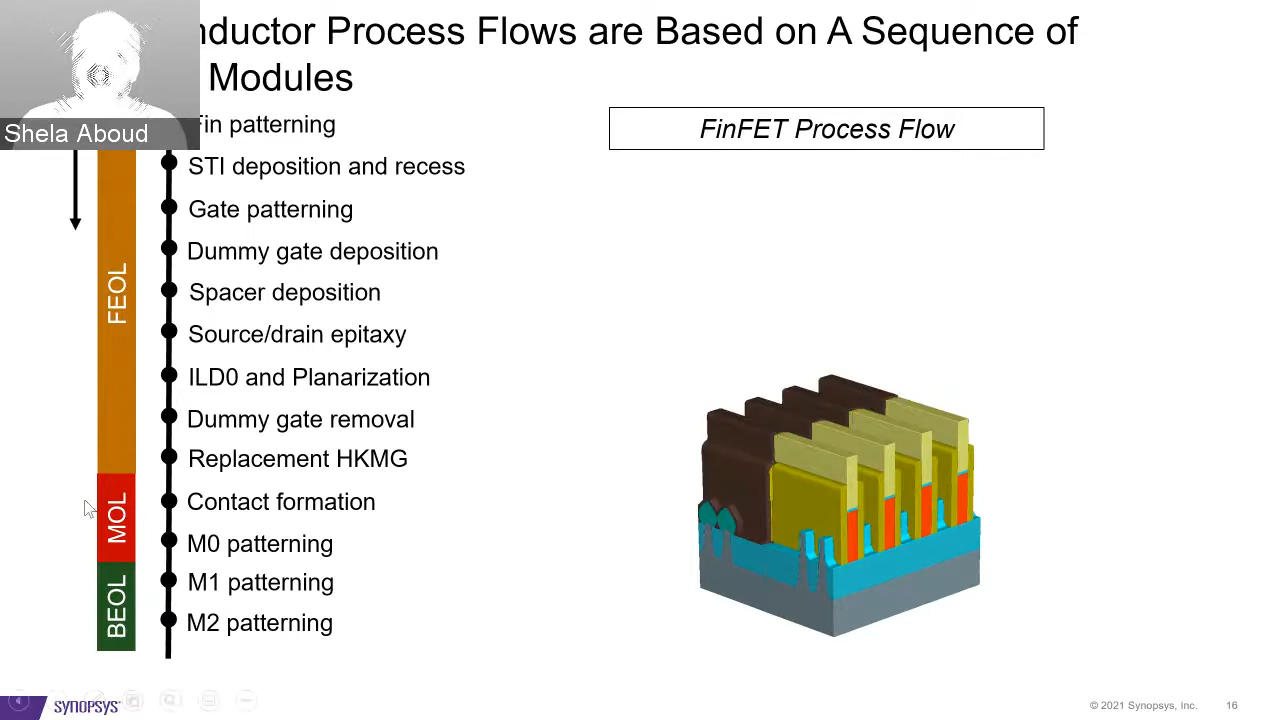 nductor Process Flows are Based on A Sequence of
Modules
Shela Aboud
Fin patterning
FinFET Process Flow
STI deposition and recess
Gate patterning
Dummy gate deposition
Spacer deposition
Source/drain epitaxy
ILD0 and Planarization
Dummy gate removal
Replacement HKMG
Contact formation
M0 patterning
M1 patterning
M2 patterning
FEOL
MOL
BEOL
SYNOPSYS
© 2021 Synopsys, Inc.
16